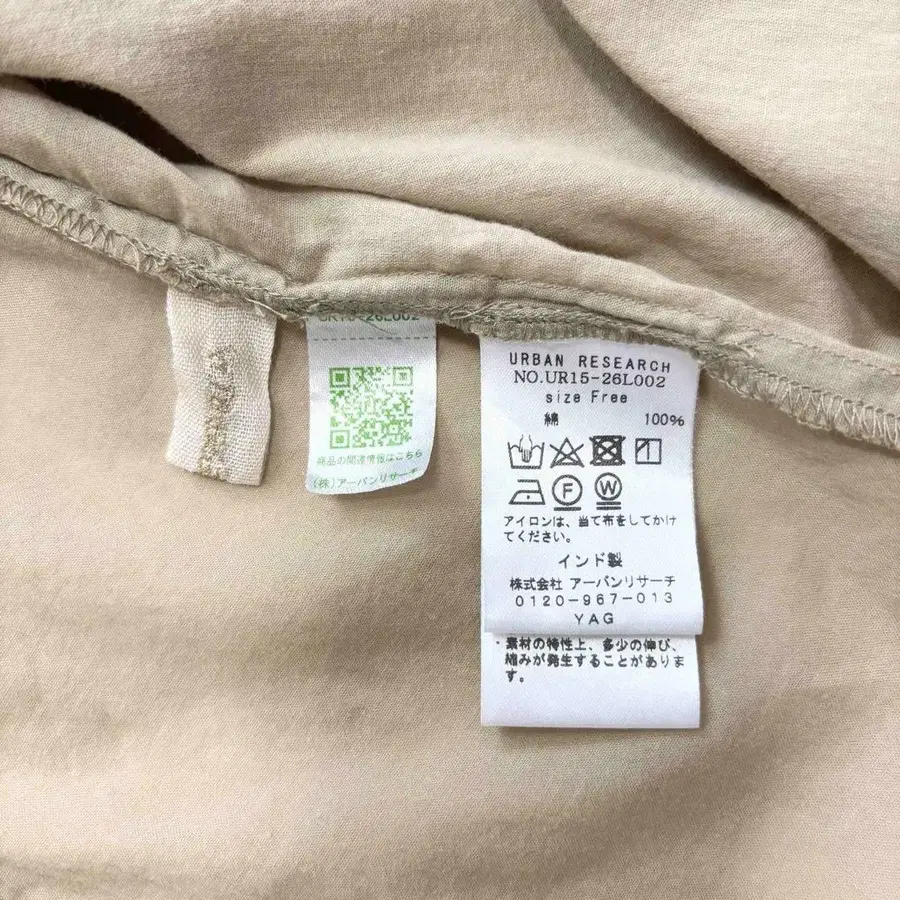 UR15-26L002
商品の関連情報はこちら
(株)アーバンリサーチ
URBAN RESEARCH
NO.UR15-26L002
size Free
綿 100%
F
W
アイロンは、当て布をしてかけ
てください。
インド製
株式会社 アーバンリサーチ
0120-967-013
YAG
・素材の特性上、多少の伸び、
縮みが発生することがありま
す。